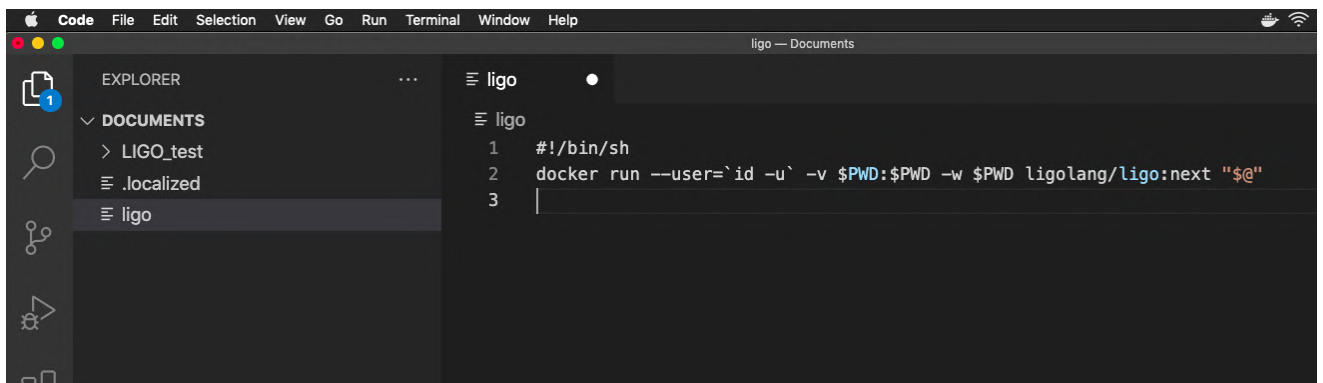 Code File Edit Selection View Go Run Terminal Window Help
ligo — Documents
1
EXPLORER ...
DOCUMENTS
> LIGO_test
.localized
ligo
ligo
ligo
1 #!/bin/sh
2 docker run --user=`id -u` -v $PWD:$PWD -w $PWD ligolang/ligo:next "$@"
3